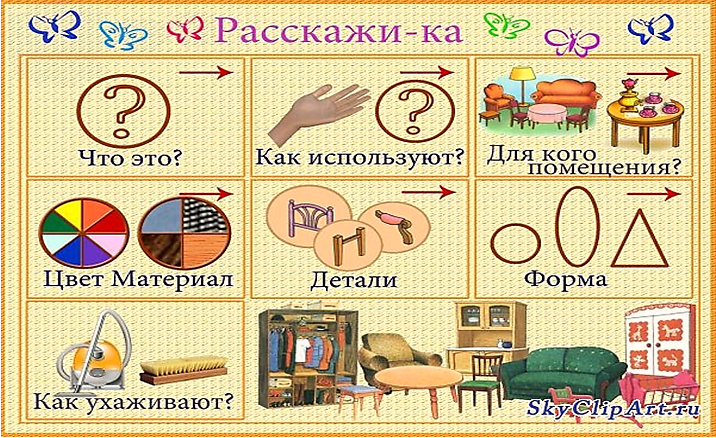 Расскажи-ка
Что это?
Как используют?
Для кого
помещения?
Цвет Материал
Детали
Форма
Как ухаживают?
SkyClipArt.ru